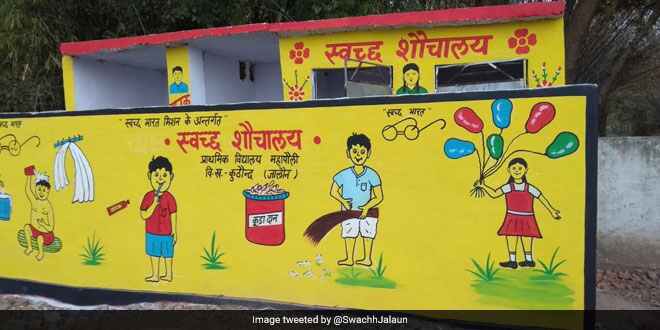 स्वच्छ शौचालय
" स्वच्छ भारत मिशन के अन्तर्गत "
• स्वच्छ शौचालय •
प्राथमिक विद्यालय महारौली
वि.ख.- कुठौन्द (जालौन)
भारत "
" स्वच्छ भारत "
कूडा दान
Image tweeted by @SwachhJalaun